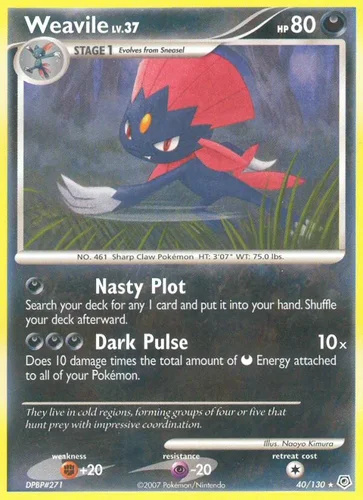 Weavile LV.37 HP 80
STAGE 1 Evolves from Sneasel
NO. 461 Sharp Claw Pokémon HT: 3'07" WT: 75.0 lbs.
Nasty Plot
Search your deck for any 1 card and put it into your hand. Shuffle
your deck afterward.
Dark Pulse 10×
Does 10 damage times the total amount of Energy attached
to all of your Pokémon.
They live in cold regions, forming groups of four or five that
hunt prey with impressive coordination.
Illus. Naoyo Kimura
weakness resistance retreat cost
+20 -20
DPBP#271 ©2007 Pokémon/Nintendo 40/130 ★